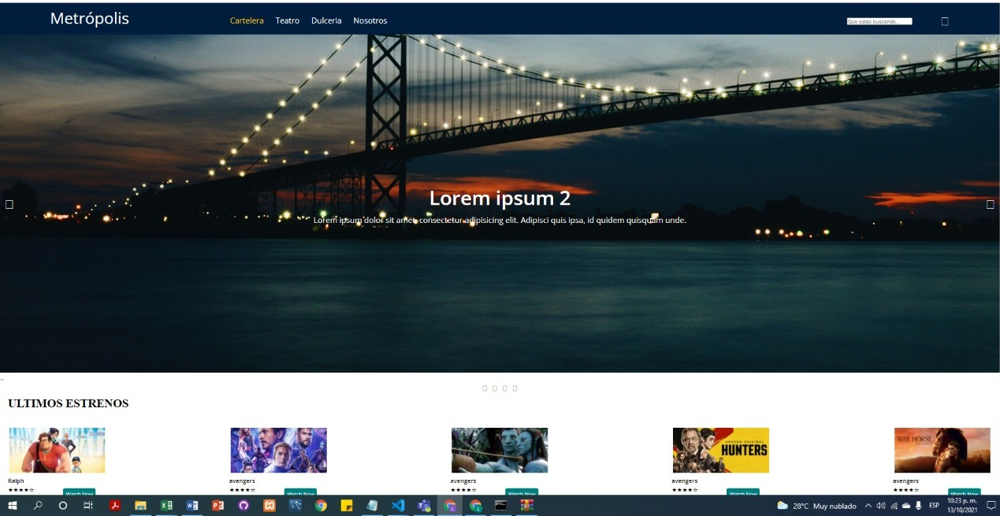 Metrópolis
Cartelera Teatro Dulceria Nosotros
Que estas buscando...
Lorem ipsum 2
Lorem ipsum dolor sit amet, consectetur adipisicing elit. Adipisci quis ipsa, id quidem quisquam unde.
ULTIMOS ESTRENOS
AMAZON ORIGINAL
HUNTERS
WAR HORSE
Ralph avengers avengers avengers avengers
★★★★☆ ★★★★☆ ★★★★☆ ★★★★☆ ★★★★☆
Watch Now Watch Now Watch Now Watch Now Watch Now
28°C Muy nublado
ESP
10:23 p. m.
13/10/2021